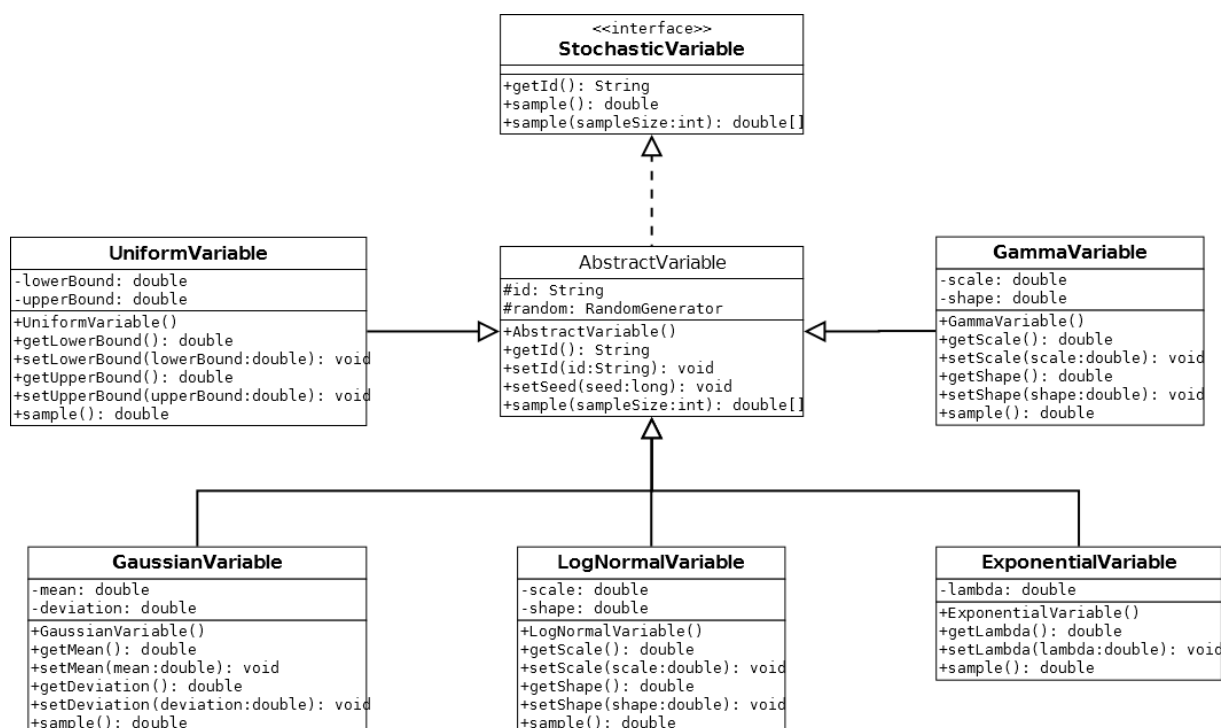 <<interface>>
StochasticVariable
+getId(): String
+sample(): double
+sample(sampleSize:int): double[]
UniformVariable
-lowerBound: double
-upperBound: double
+UniformVariable()
+getLowerBound(): double
+setLowerBound(lowerBound:double): void
+getUpperBound(): double
+setUpperBound(upperBound:double): void
+sample(): double
AbstractVariable
#id: String
#random: RandomGenerator
+AbstractVariable()
+getId(): String
+setId(id:String): void
+setSeed(seed:long): void
+sample(sampleSize:int): double[]
GammaVariable
-scale: double
-shape: double
+GammaVariable()
+getScale(): double
+setScale(scale:double): void
+getShape(): double
+setShape(shape:double): void
+sample(): double
GaussianVariable
-mean: double
-deviation: double
+GaussianVariable()
+getMean(): double
+setMean(mean:double): void
+getDeviation(): double
+setDeviation(deviation:double): void
+sample(): double
LogNormalVariable
-scale: double
-shape: double
+LogNormalVariable()
+getScale(): double
+setScale(scale:double): void
+getShape(): double
+setShape(shape:double): void
+sample(): double
ExponentialVariable
-lambda: double
+ExponentialVariable()
+getLambda(): double
+setLambda(lambda:double): void
+sample(): double